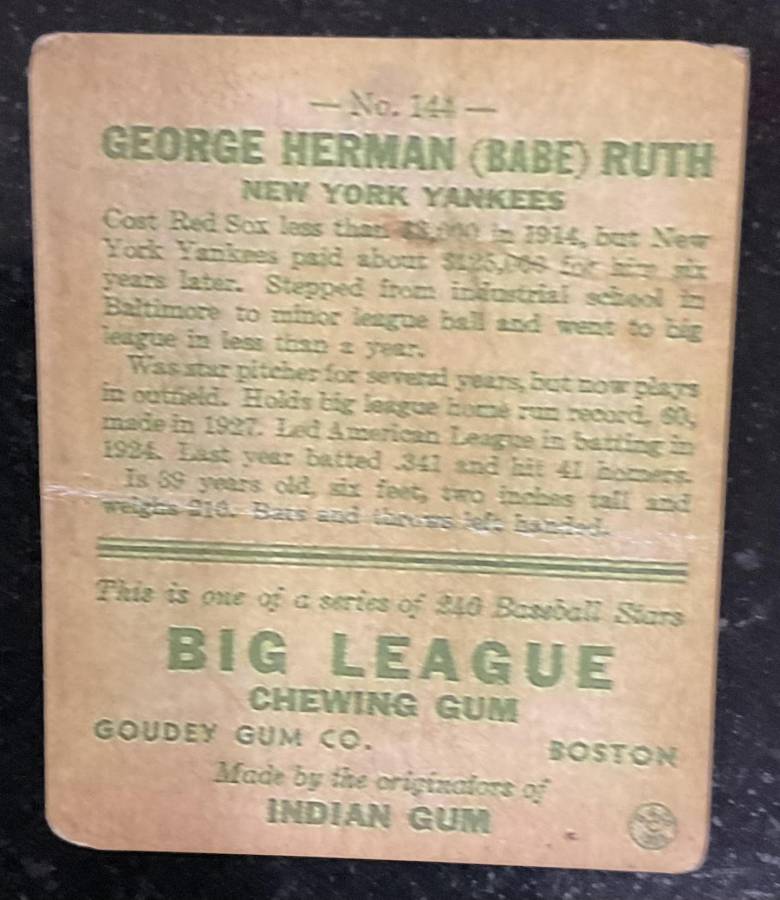 — No. 144 —
GEORGE HERMAN (BABE) RUTH
NEW YORK YANKEES
Cost Red Sox less than in 1914, but New
York Yankees paid about $125,000 for him six
years later. Stepped from industrial school in
Baltimore to minor league ball and went to big
league in less than a year.
Was star pitcher for several years, but now plays
in outfield. Holds big league home run record, 60,
made in 1927. Led American League in batting in
1924. Last year batted .341 and hit 41 homers.
Is 39 years old, six feet, two inches tall and
weighs 210. Bats and throws left handed.
This is one of a series of 240 Baseball Stars
BIG LEAGUE
CHEWING GUM
GOUDEY GUM CO. BOSTON
Made by the originators of
INDIAN GUM